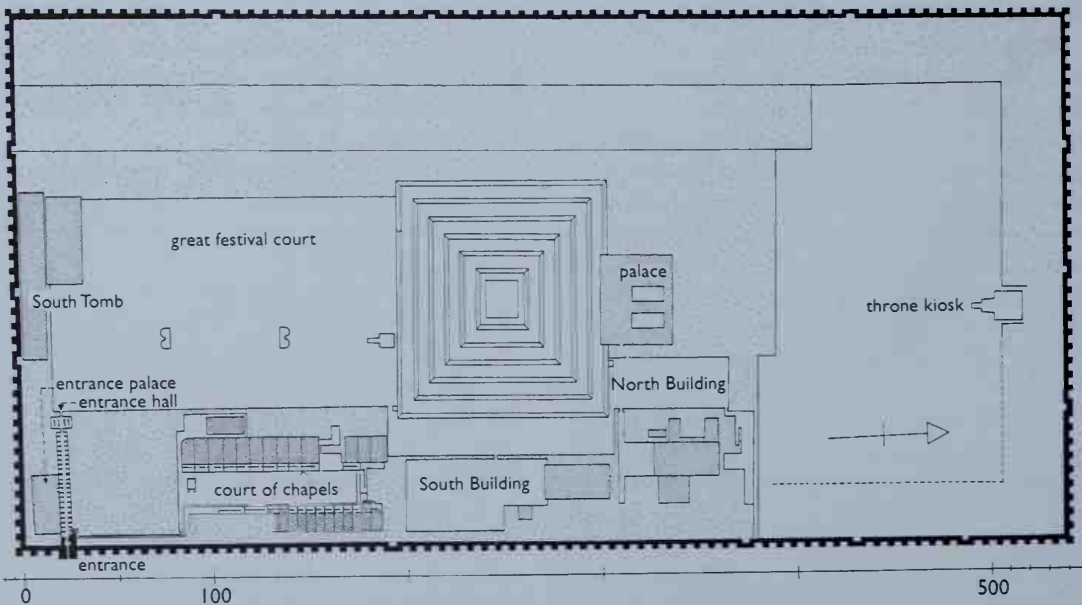 great festival court
palace
South Tomb
throne kiosk
entrance palace
entrance hall
North Building
court of chapels
South Building
entrance
0
100
500